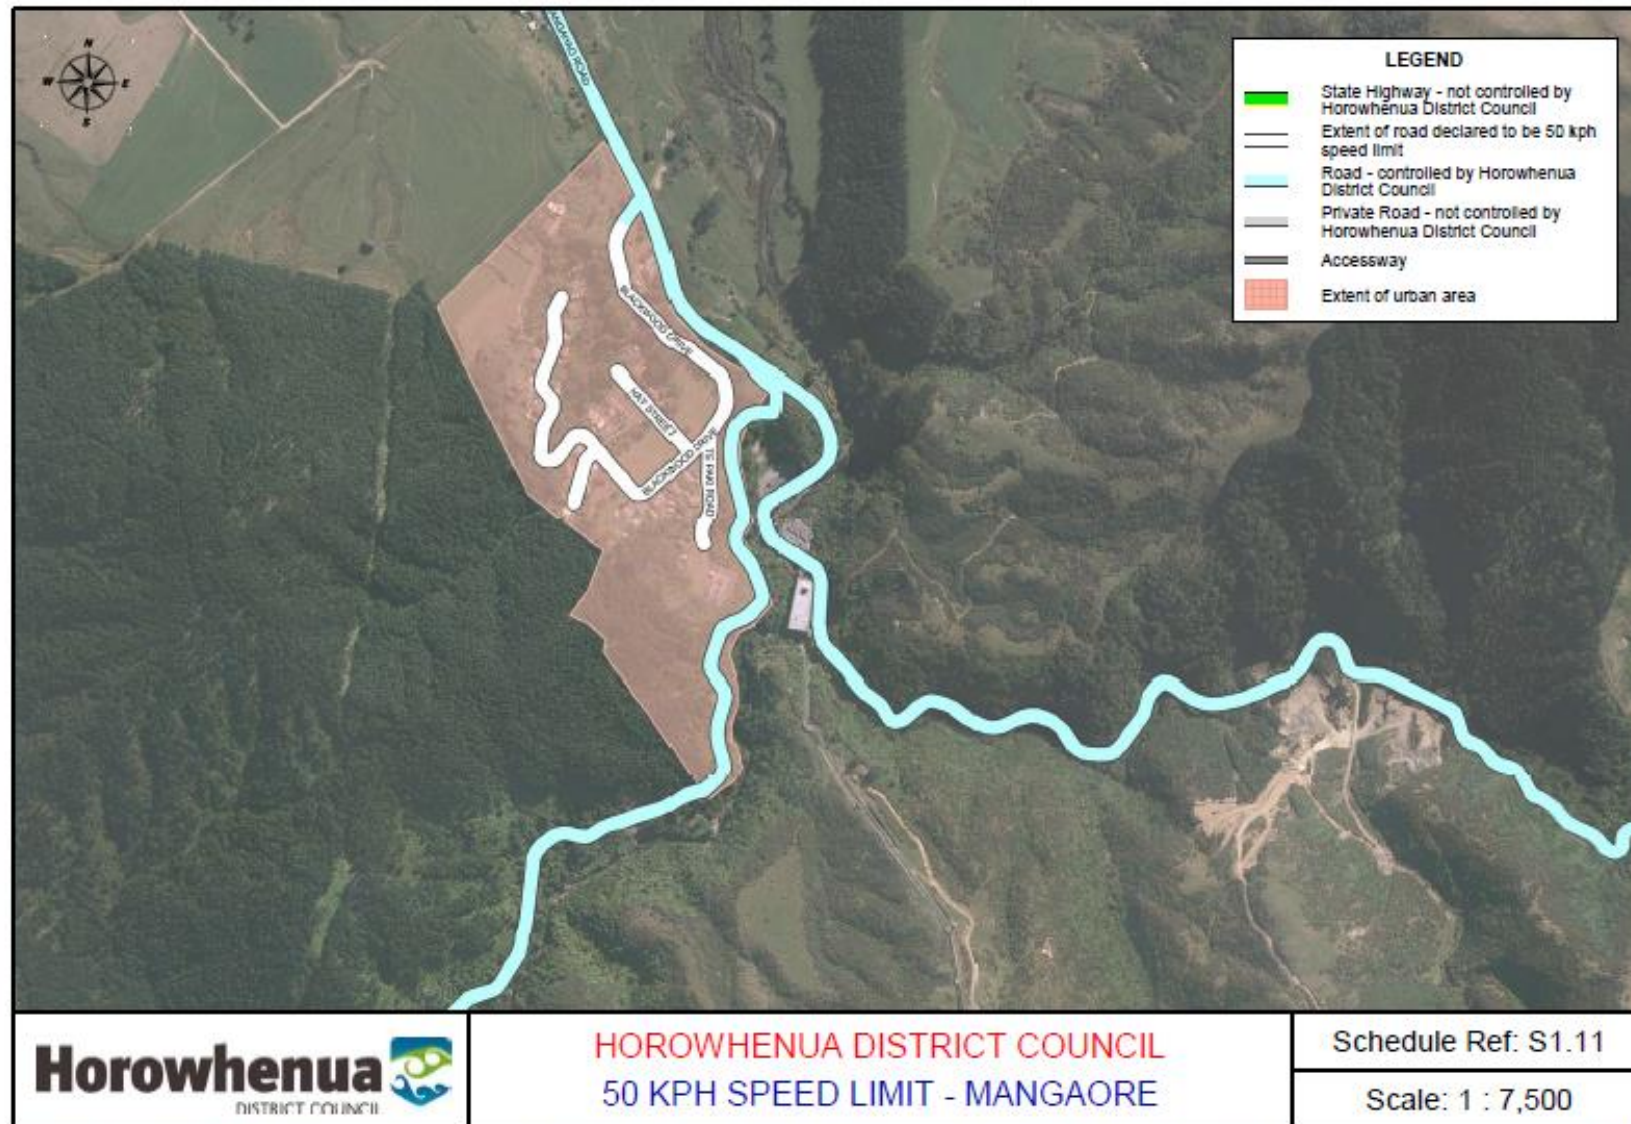 N
W E
S
LEGEND
State Highway - not controlled by
Horowhenua District Council
Extent of road declared to be 50 kph
speed limit
Road - controlled by Horowhenua
District Council
Private Road - not controlled by
Horowhenua District Council
Accessway
Extent of urban area
BLACKWOOD DRIVE
KAY STREET
BLACKWOOD DRIVE
TE PAKI ROAD
Horowhenua
DISTRICT COUNCIL
HOROWHENUA DISTRICT COUNCIL
50 KPH SPEED LIMIT - MANGAORE
Schedule Ref: S1.11
Scale: 1 : 7,500